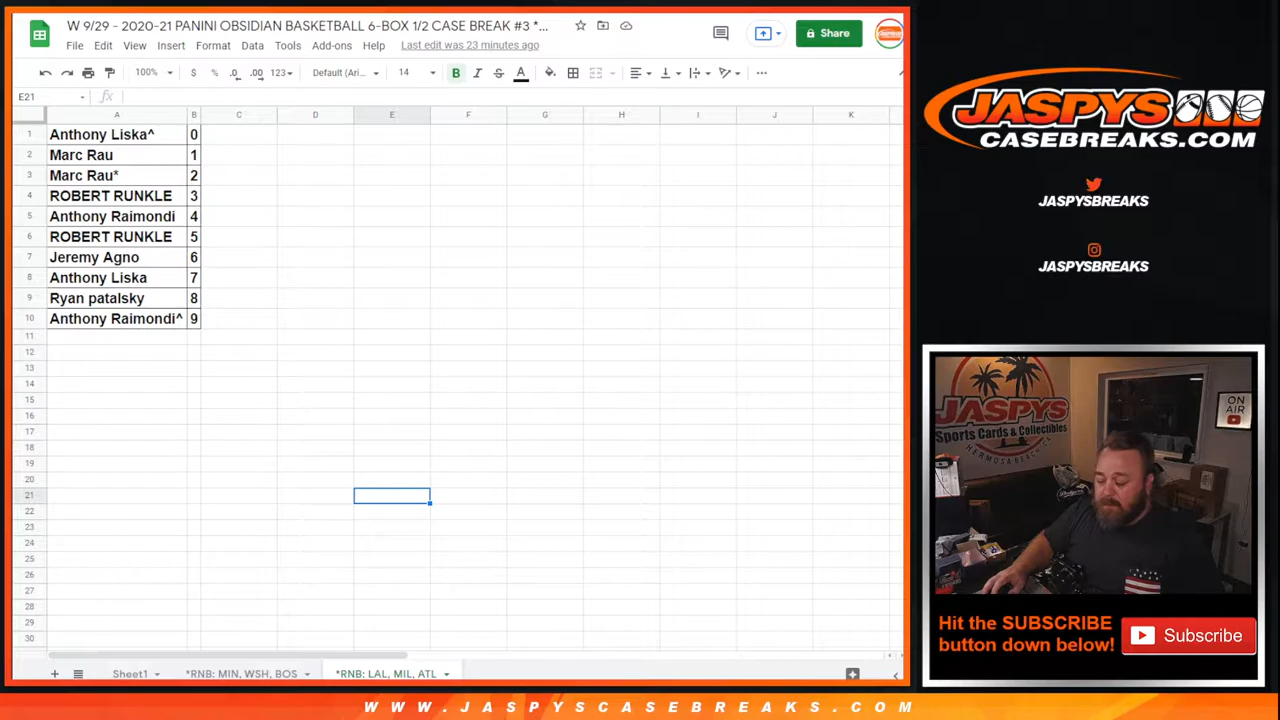 W 9/29 - 2020-21 PANINI OBSIDIAN BASKETBALL 6-BOX 1/2 CASE BREAK #3 *...
File Edit View Insert Format Data Tools Add-ons Help Last edit was 23 minutes ago
Share
100% $ % .0 .00 123 Default (Ari... 14 B I S A
E21 fx
A B C D E F G H I J K
1 Anthony Liska^ 0
2 Marc Rau 1
3 Marc Rau* 2
4 ROBERT RUNKLE 3
5 Anthony Raimondi 4
6 ROBERT RUNKLE 5
7 Jeremy Agno 6
8 Anthony Liska 7
9 Ryan patalsky 8
10 Anthony Raimondi^ 9
11
12
13
14
15
16
17
18
19
20
21
22
23
24
25
26
27
28
29
30
Sheet1 *RNB: MIN, WSH, BOS *RNB: LAL, MIL, ATL
JASPYS
CASEBREAKS.COM
JASPYSBREAKS
JASPYSBREAKS
JASPYS
Sports Cards & Collectibles
HERMOSA BEACH, CA
ON
AIR
Hit the SUBSCRIBE
button down below!
Subscribe
WWW.JASPYSCASEBREAKS.COM